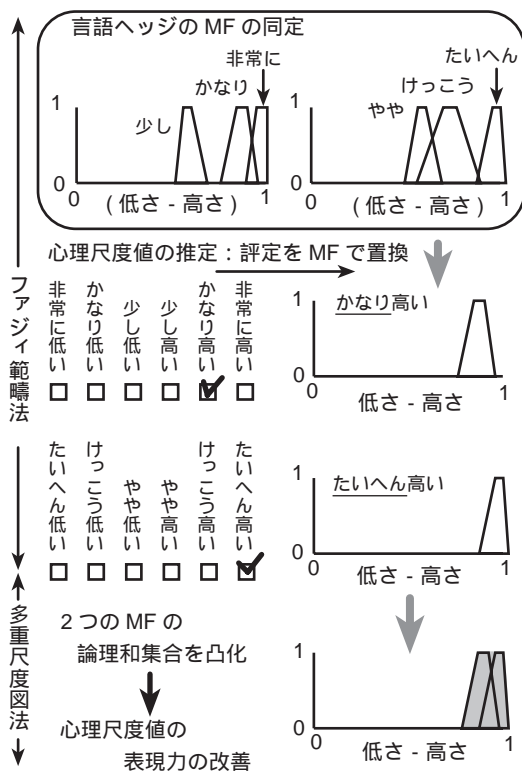 言語ヘッジの MF の同定
非常に
かなり
少し
1
0
0
1
( 低さ - 高さ )
たいへん
けっこう
やや
1
0
0
1
( 低さ - 高さ )
ファジィ範疇法
心理尺度値の推定：評定を MF で置換
非常に低い
かなり低い
少し低い
少し高い
かなり高い
非常に高い
かなり高い
1
0
1
低さ - 高さ
たいへん低い
けっこう低い
やや低い
やや高い
けっこう高い
たいへん高い
たいへん高い
1
0
1
低さ - 高さ
多重尺度図法
２つの MF の
論理和集合を凸化
心理尺度値の
表現力の改善
1
0
1
低さ - 高さ